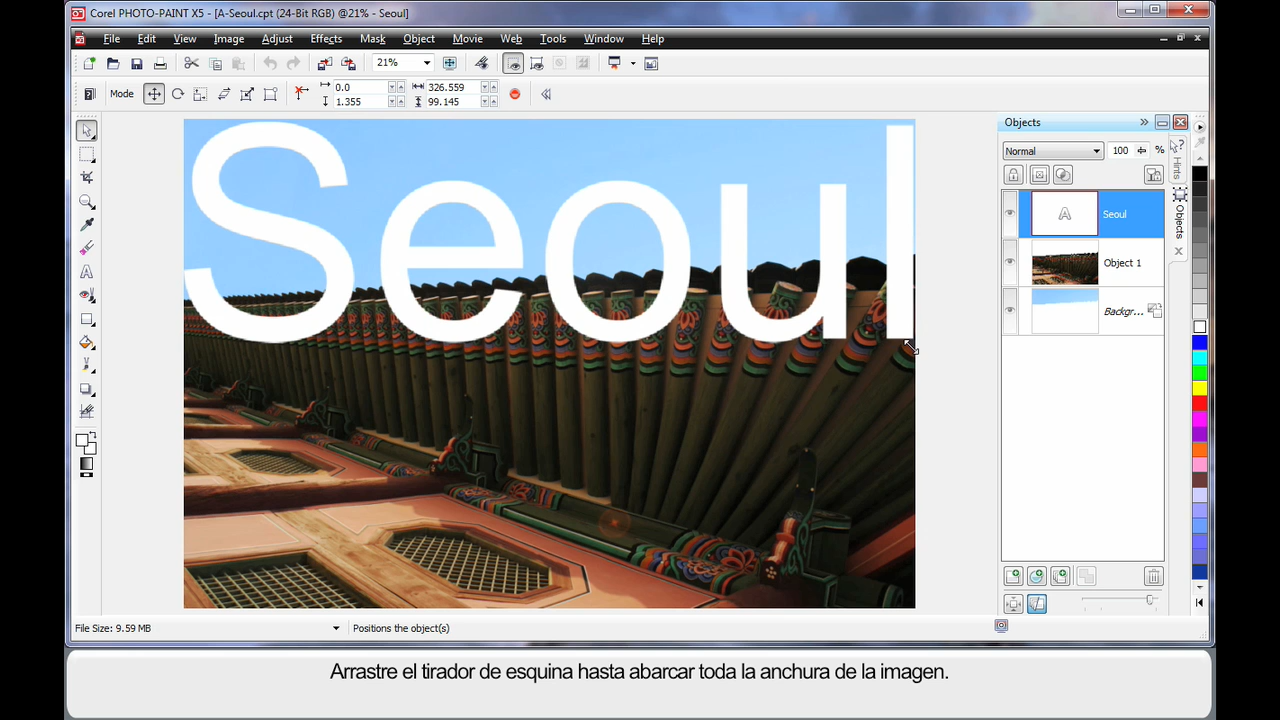 Corel PHOTO-PAINT X5 - [A-Seoul.cpt (24-Bit RGB) @21% - Seoul]
File Edit View Image Adjust Effects Mask Object Movie Web Tools Window Help
21%
Mode 0.0 326.559
1.355 99.145
Seoul
Objects
Normal 100 %
Hints
Objects
A Seoul
Object 1
Backgr...
File Size: 9.59 MB Positions the object(s)
Arrastre el tirador de esquina hasta abarcar toda la anchura de la imagen.